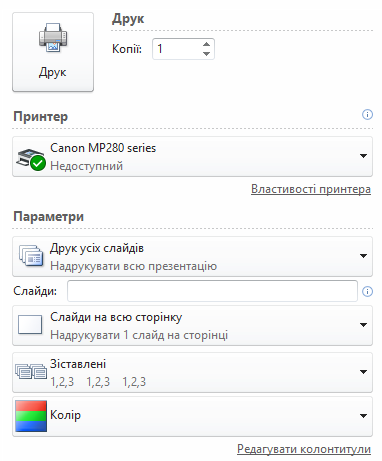 Друк
Друк
Копії: 1
Принтер
Canon MP280 series
Недоступний
Властивості принтера
Параметри
Друк усіх слайдів
Надрукувати всю презентацію
Слайди:
Слайди на всю сторінку
Надрукувати 1 слайд на сторінці
Зіставлені
1,2,3 1,2,3 1,2,3
Колір
Редагувати колонтитули